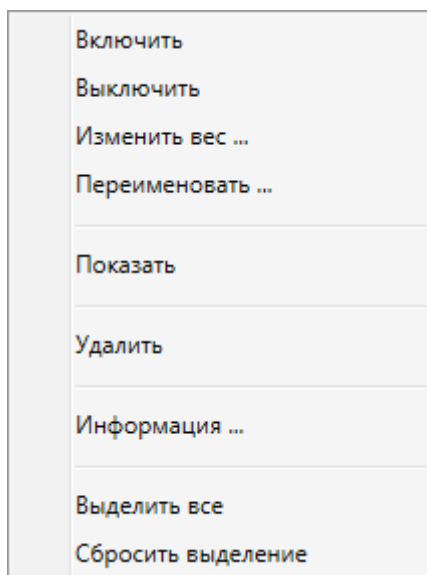 Включить
Выключить
Изменить вес ...
Переименовать ...
Показать
Удалить
Информация ...
Выделить все
Сбросить выделение